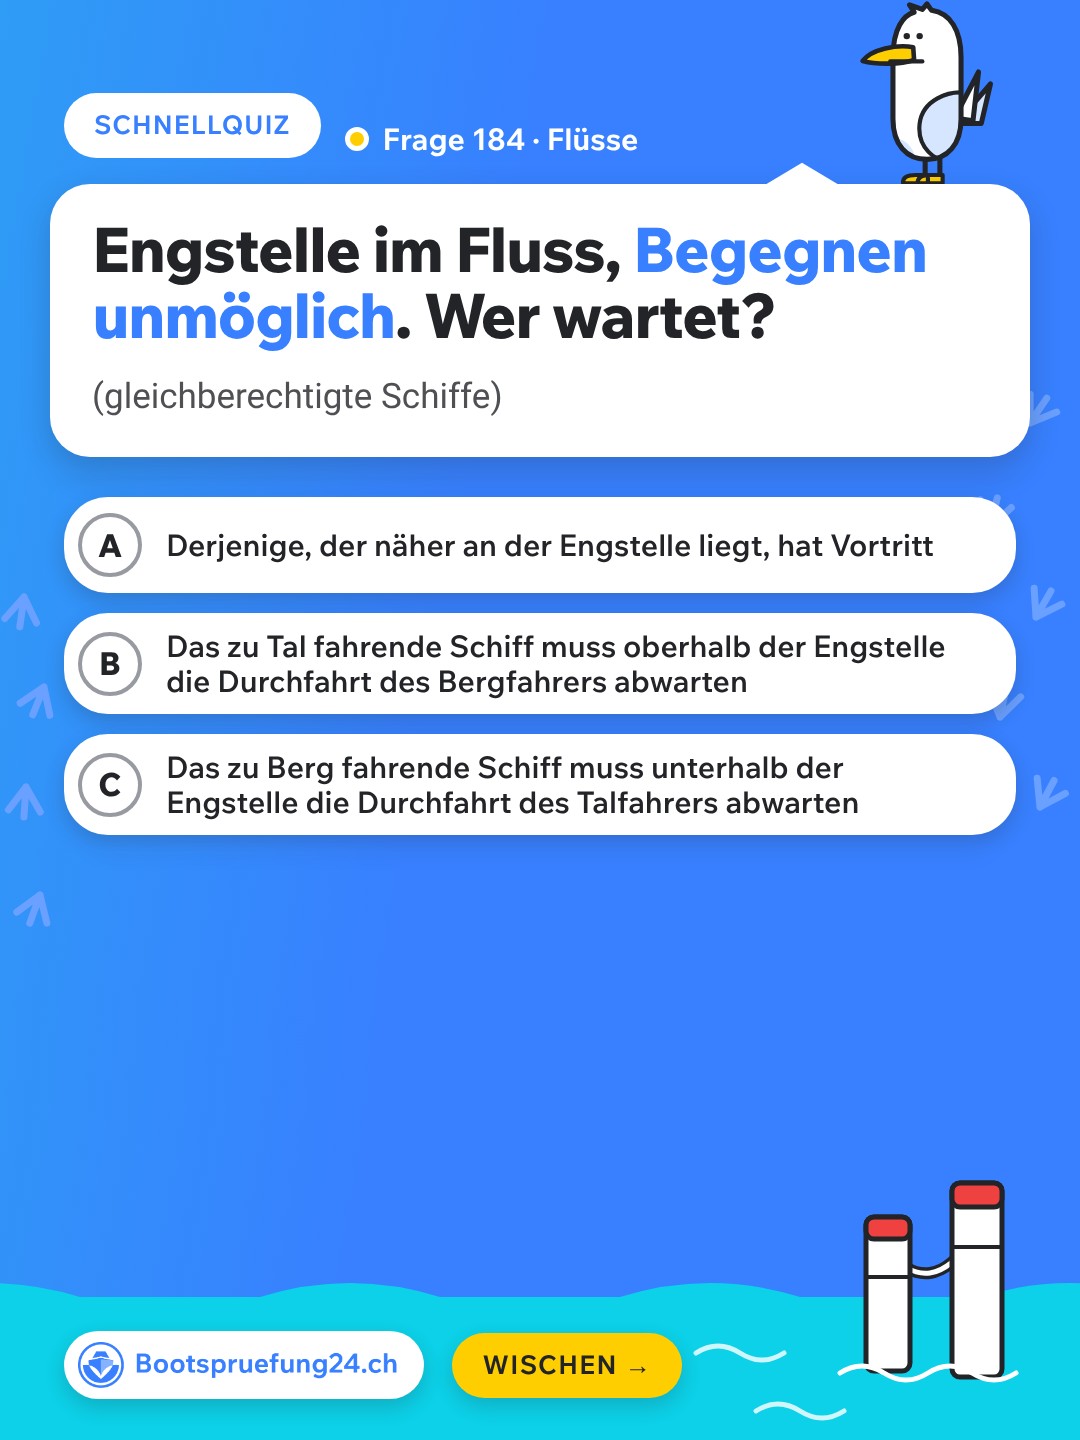 SCHNELLQUIZ
Frage 184 · Flüsse
Engstelle im Fluss, Begegnen
unmöglich. Wer wartet?
(gleichberechtigte Schiffe)
A Derjenige, der näher an der Engstelle liegt, hat Vortritt
B Das zu Tal fahrende Schiff muss oberhalb der Engstelle
die Durchfahrt des Bergfahrers abwarten
C Das zu Berg fahrende Schiff muss unterhalb der
Engstelle die Durchfahrt des Talfahrers abwarten
Bootspruefung24.ch
WISCHEN →